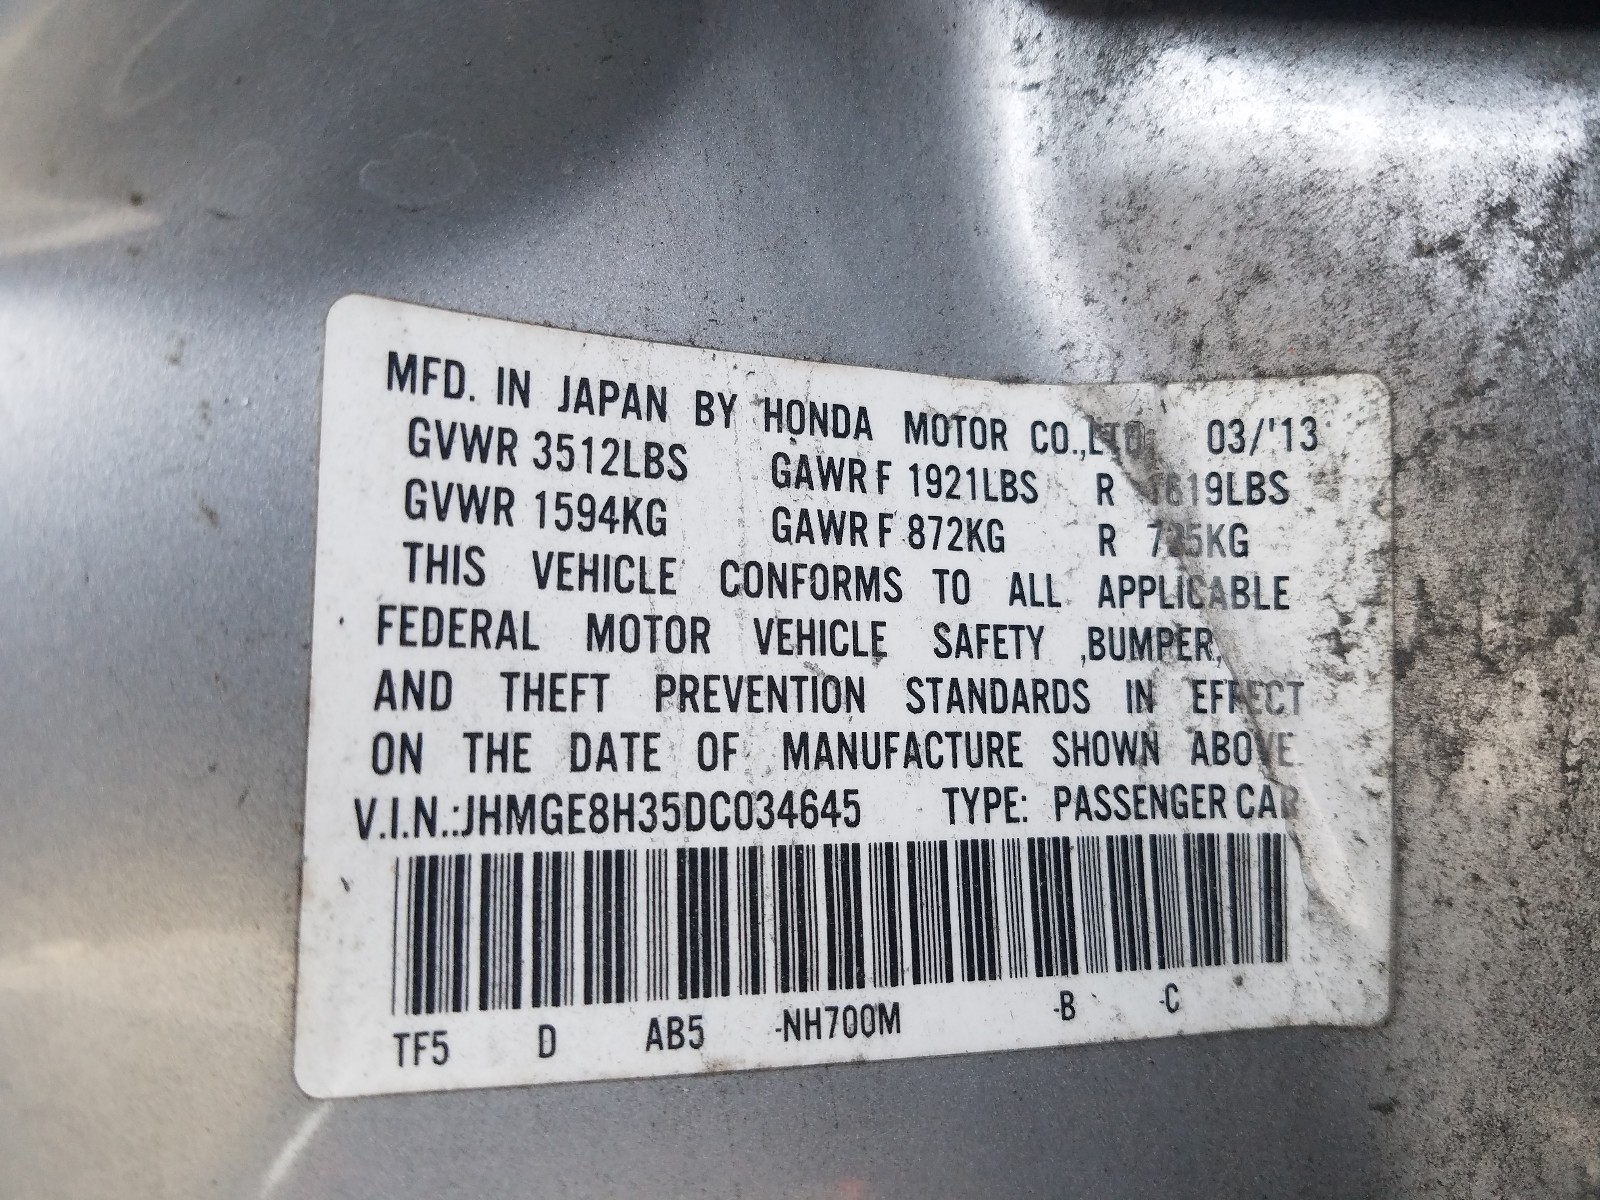 MFD. IN JAPAN BY HONDA MOTOR CO.,LTD. 03/'13
GVWR 3512LBS GAWR F 1921LBS R 1619LBS
GVWR 1594KG GAWR F 872KG R 735KG
THIS VEHICLE CONFORMS TO ALL APPLICABLE
FEDERAL MOTOR VEHICLE SAFETY ,BUMPER,
AND THEFT PREVENTION STANDARDS IN EFFECT
ON THE DATE OF MANUFACTURE SHOWN ABOVE.
V.I.N.:JHMGE8H35DC034645 TYPE: PASSENGER CAR
TF5 D AB5 -NH700M -B -C